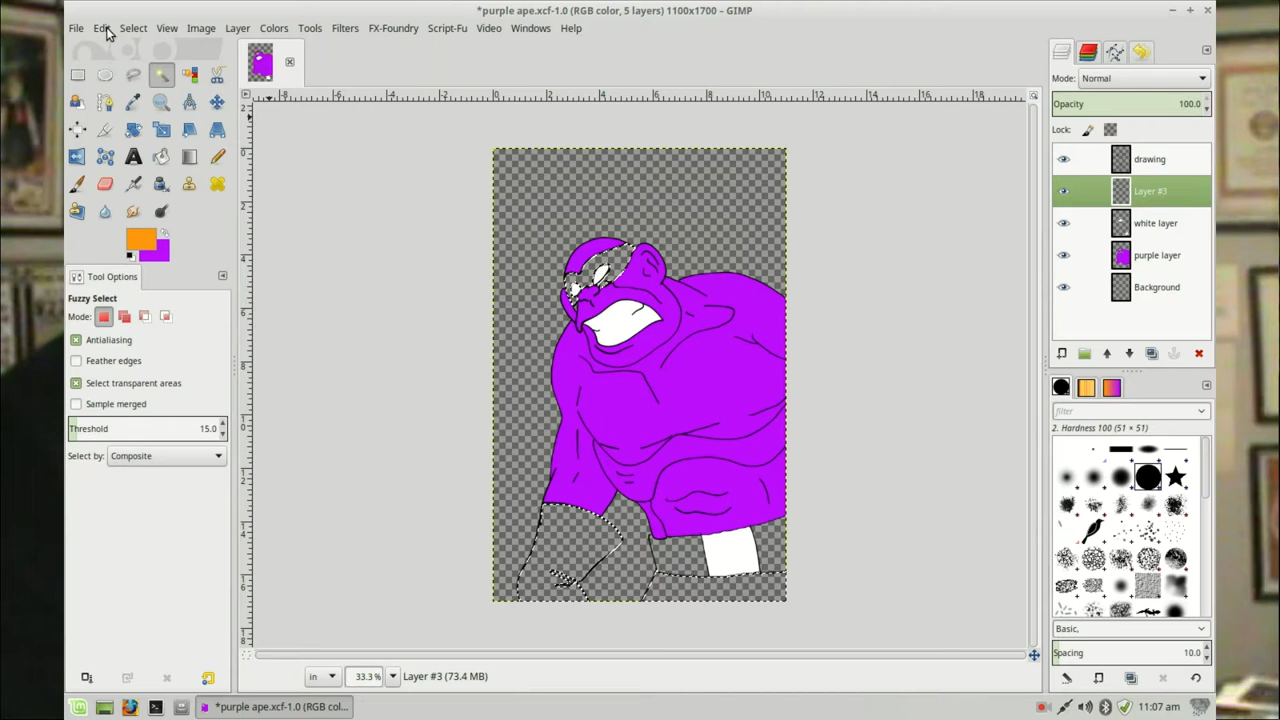 *purple ape.xcf-1.0 (RGB color, 5 layers) 1100x1700 – GIMP
File Edit Select View Image Layer Colors Tools Filters FX-Foundry Script-Fu Video Windows Help
Mode: Normal
Opacity 100.0
Lock:
drawing
Layer #3
white layer
purple layer
Background
Tool Options
Fuzzy Select
Mode:
Antialiasing
Feather edges
Select transparent areas
Sample merged
Threshold 15.0
Select by: Composite
filter
2. Hardness 100 (51 × 51)
Basic,
Spacing 10.0
in 33.3% Layer #3 (73.4 MB)
*purple ape.xcf-1.0 (RGB col...
11:07 am